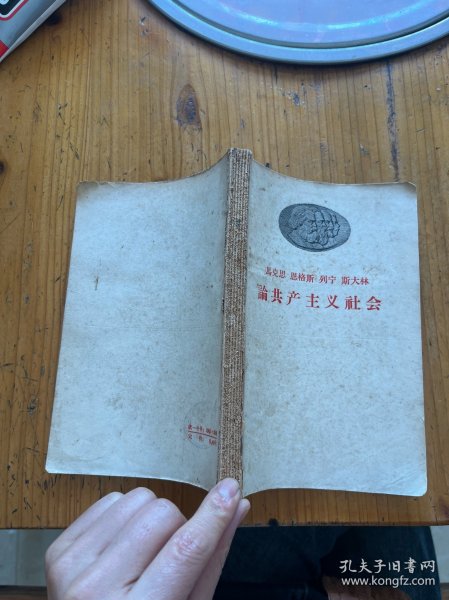 馬克思 恩格斯 列宁 斯大林
論共产主义社会
孔夫子旧书网
www.kongfz.com